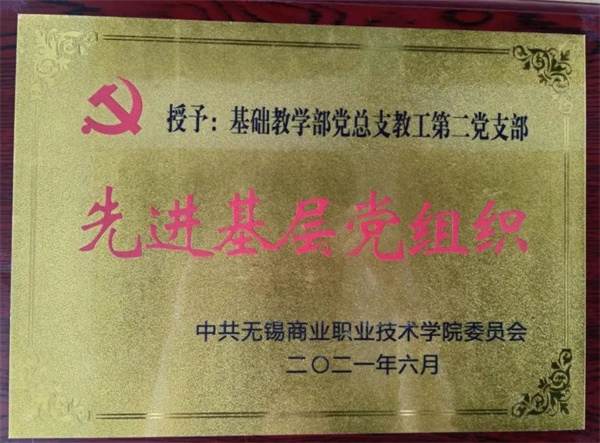 授予：基础教学部党总支教工第二党支部
先进基层党组织
中共无锡商业职业技术学院委员会
二〇二一年六月